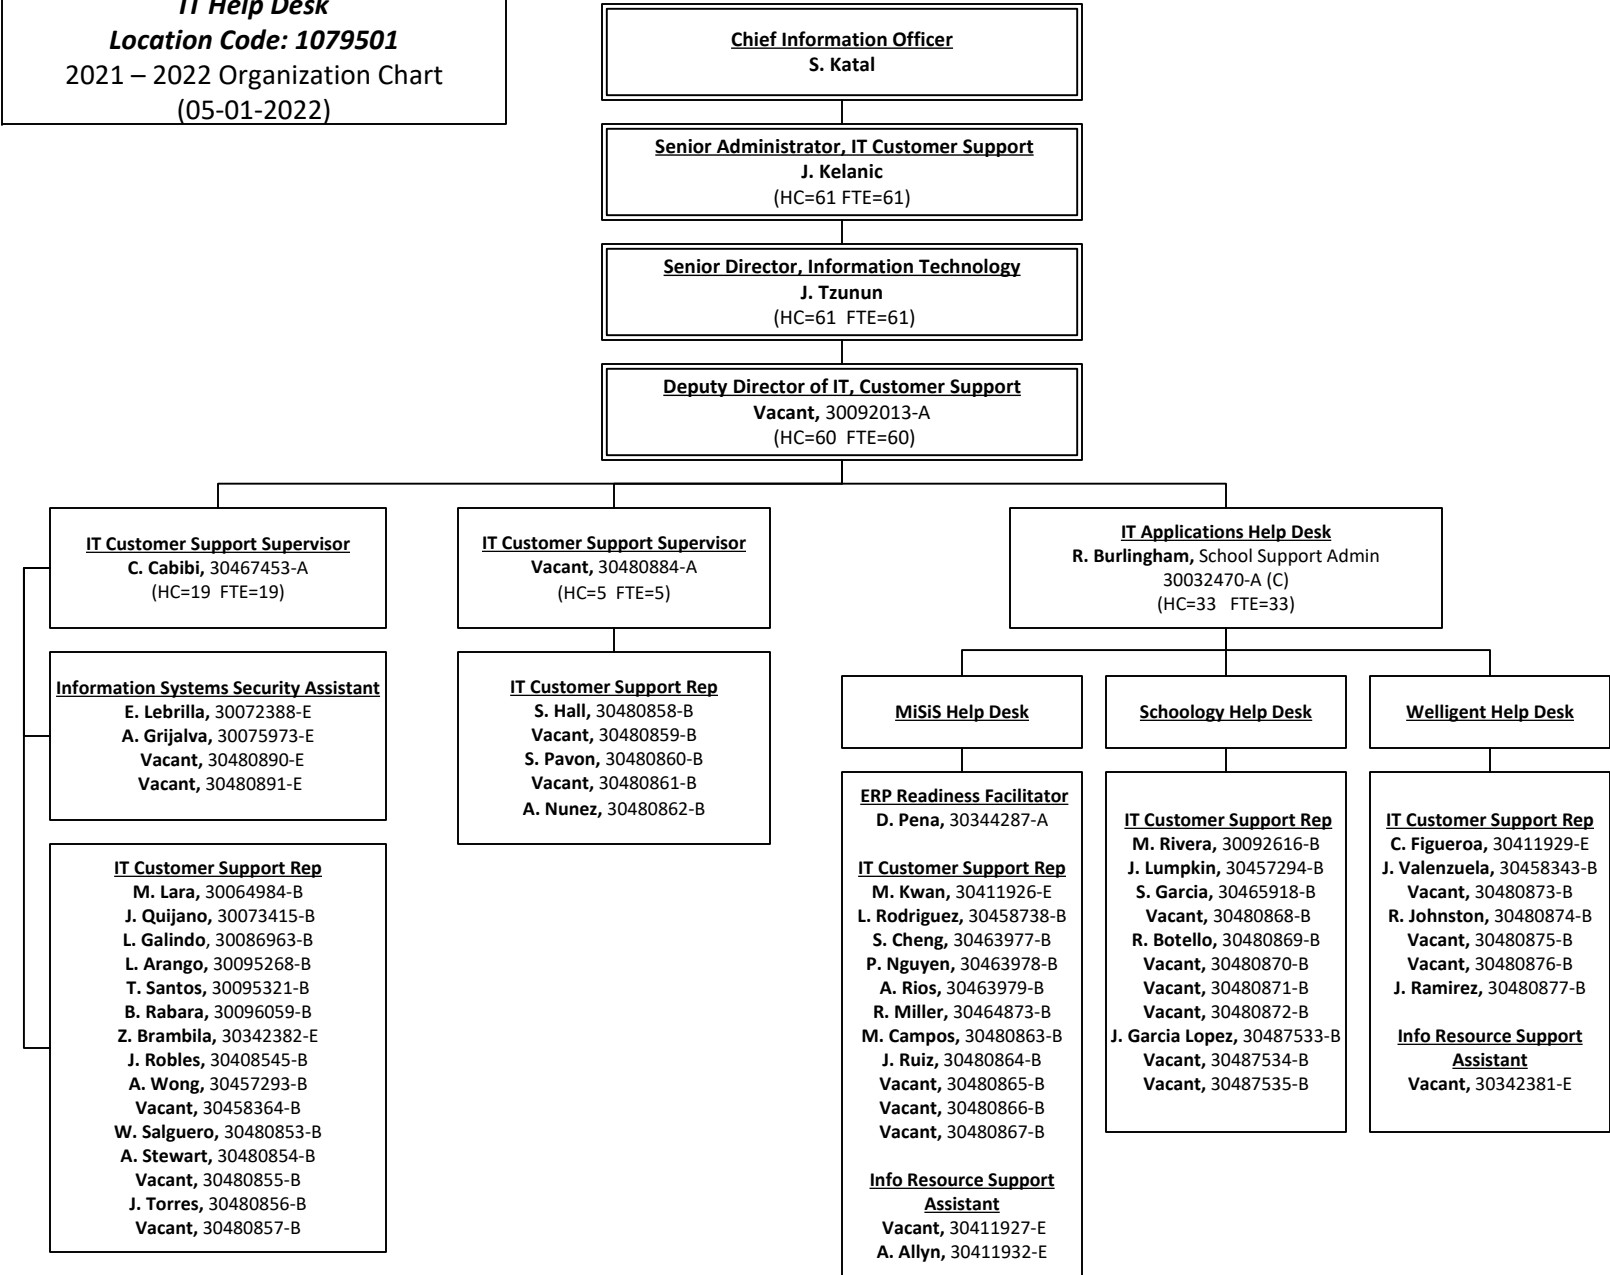 IT Help Desk
Location Code: 1079501
2021 – 2022 Organization Chart
(05-01-2022)
Chief Information Officer
S. Katal
Senior Administrator, IT Customer Support
J. Kelanic
(HC=61 FTE=61)
Senior Director, Information Technology
J. Tzunun
(HC=61 FTE=61)
Deputy Director of IT, Customer Support
Vacant, 30092013-A
(HC=60 FTE=60)
IT Customer Support Supervisor
C. Cabibi, 30467453-A
(HC=19 FTE=19)
Information Systems Security Assistant
E. Lebrilla, 30072388-E
A. Grijalva, 30075973-E
Vacant, 30480890-E
Vacant, 30480891-E
IT Customer Support Rep
M. Lara, 30064984-B
J. Quijano, 30073415-B
L. Galindo, 30086963-B
L. Arango, 30095268-B
T. Santos, 30095321-B
B. Rabara, 30096059-B
Z. Brambila, 30342382-E
J. Robles, 30408545-B
A. Wong, 30457293-B
Vacant, 30458364-B
W. Salguero, 30480853-B
A. Stewart, 30480854-B
Vacant, 30480855-B
J. Torres, 30480856-B
Vacant, 30480857-B
IT Customer Support Supervisor
Vacant, 30480884-A
(HC=5 FTE=5)
IT Customer Support Rep
S. Hall, 30480858-B
Vacant, 30480859-B
S. Pavon, 30480860-B
Vacant, 30480861-B
A. Nunez, 30480862-B
IT Applications Help Desk
R. Burlingham, School Support Admin
30032470-A (C)
(HC=33 FTE=33)
MiSiS Help Desk
ERP Readiness Facilitator
D. Pena, 30344287-A
IT Customer Support Rep
M. Kwan, 30411926-E
L. Rodriguez, 30458738-B
S. Cheng, 30463977-B
P. Nguyen, 30463978-B
A. Rios, 30463979-B
R. Miller, 30464873-B
M. Campos, 30480863-B
J. Ruiz, 30480864-B
Vacant, 30480865-B
Vacant, 30480866-B
Vacant, 30480867-B
Info Resource Support
Assistant
Vacant, 30411927-E
A. Allyn, 30411932-E
Schoology Help Desk
IT Customer Support Rep
M. Rivera, 30092616-B
J. Lumpkin, 30457294-B
S. Garcia, 30465918-B
Vacant, 30480868-B
R. Botello, 30480869-B
Vacant, 30480870-B
Vacant, 30480871-B
Vacant, 30480872-B
J. Garcia Lopez, 30487533-B
Vacant, 30487534-B
Vacant, 30487535-B
Welligent Help Desk
IT Customer Support Rep
C. Figueroa, 30411929-E
J. Valenzuela, 30458343-B
Vacant, 30480873-B
R. Johnston, 30480874-B
Vacant, 30480875-B
Vacant, 30480876-B
J. Ramirez, 30480877-B
Info Resource Support
Assistant
Vacant, 30342381-E